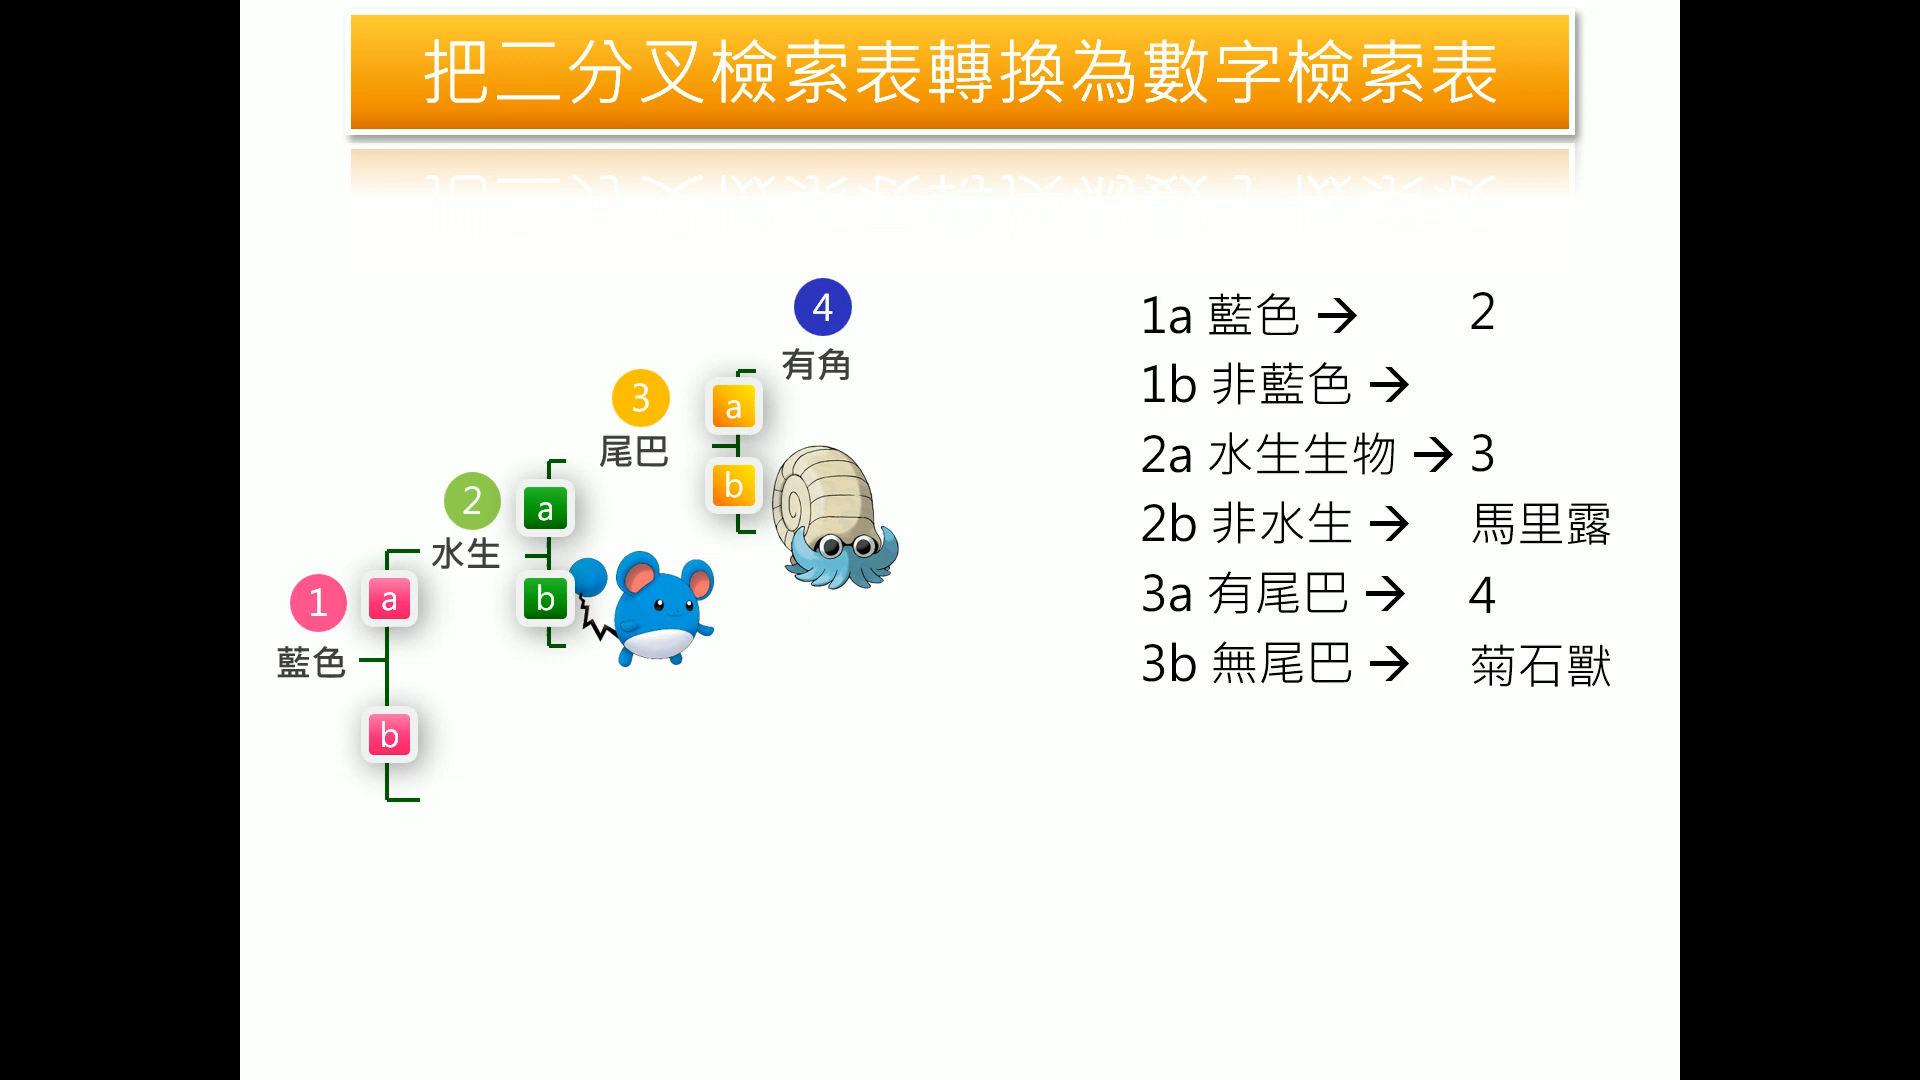 把二分叉檢索表轉換為數字檢索表
4
有角
3
尾巴
a
b
2
水生
a
b
1
藍色
a
b
1a 藍色 → 2
1b 非藍色 →
2a 水生生物 → 3
2b 非水生 → 馬里露
3a 有尾巴 → 4
3b 無尾巴 → 菊石獸